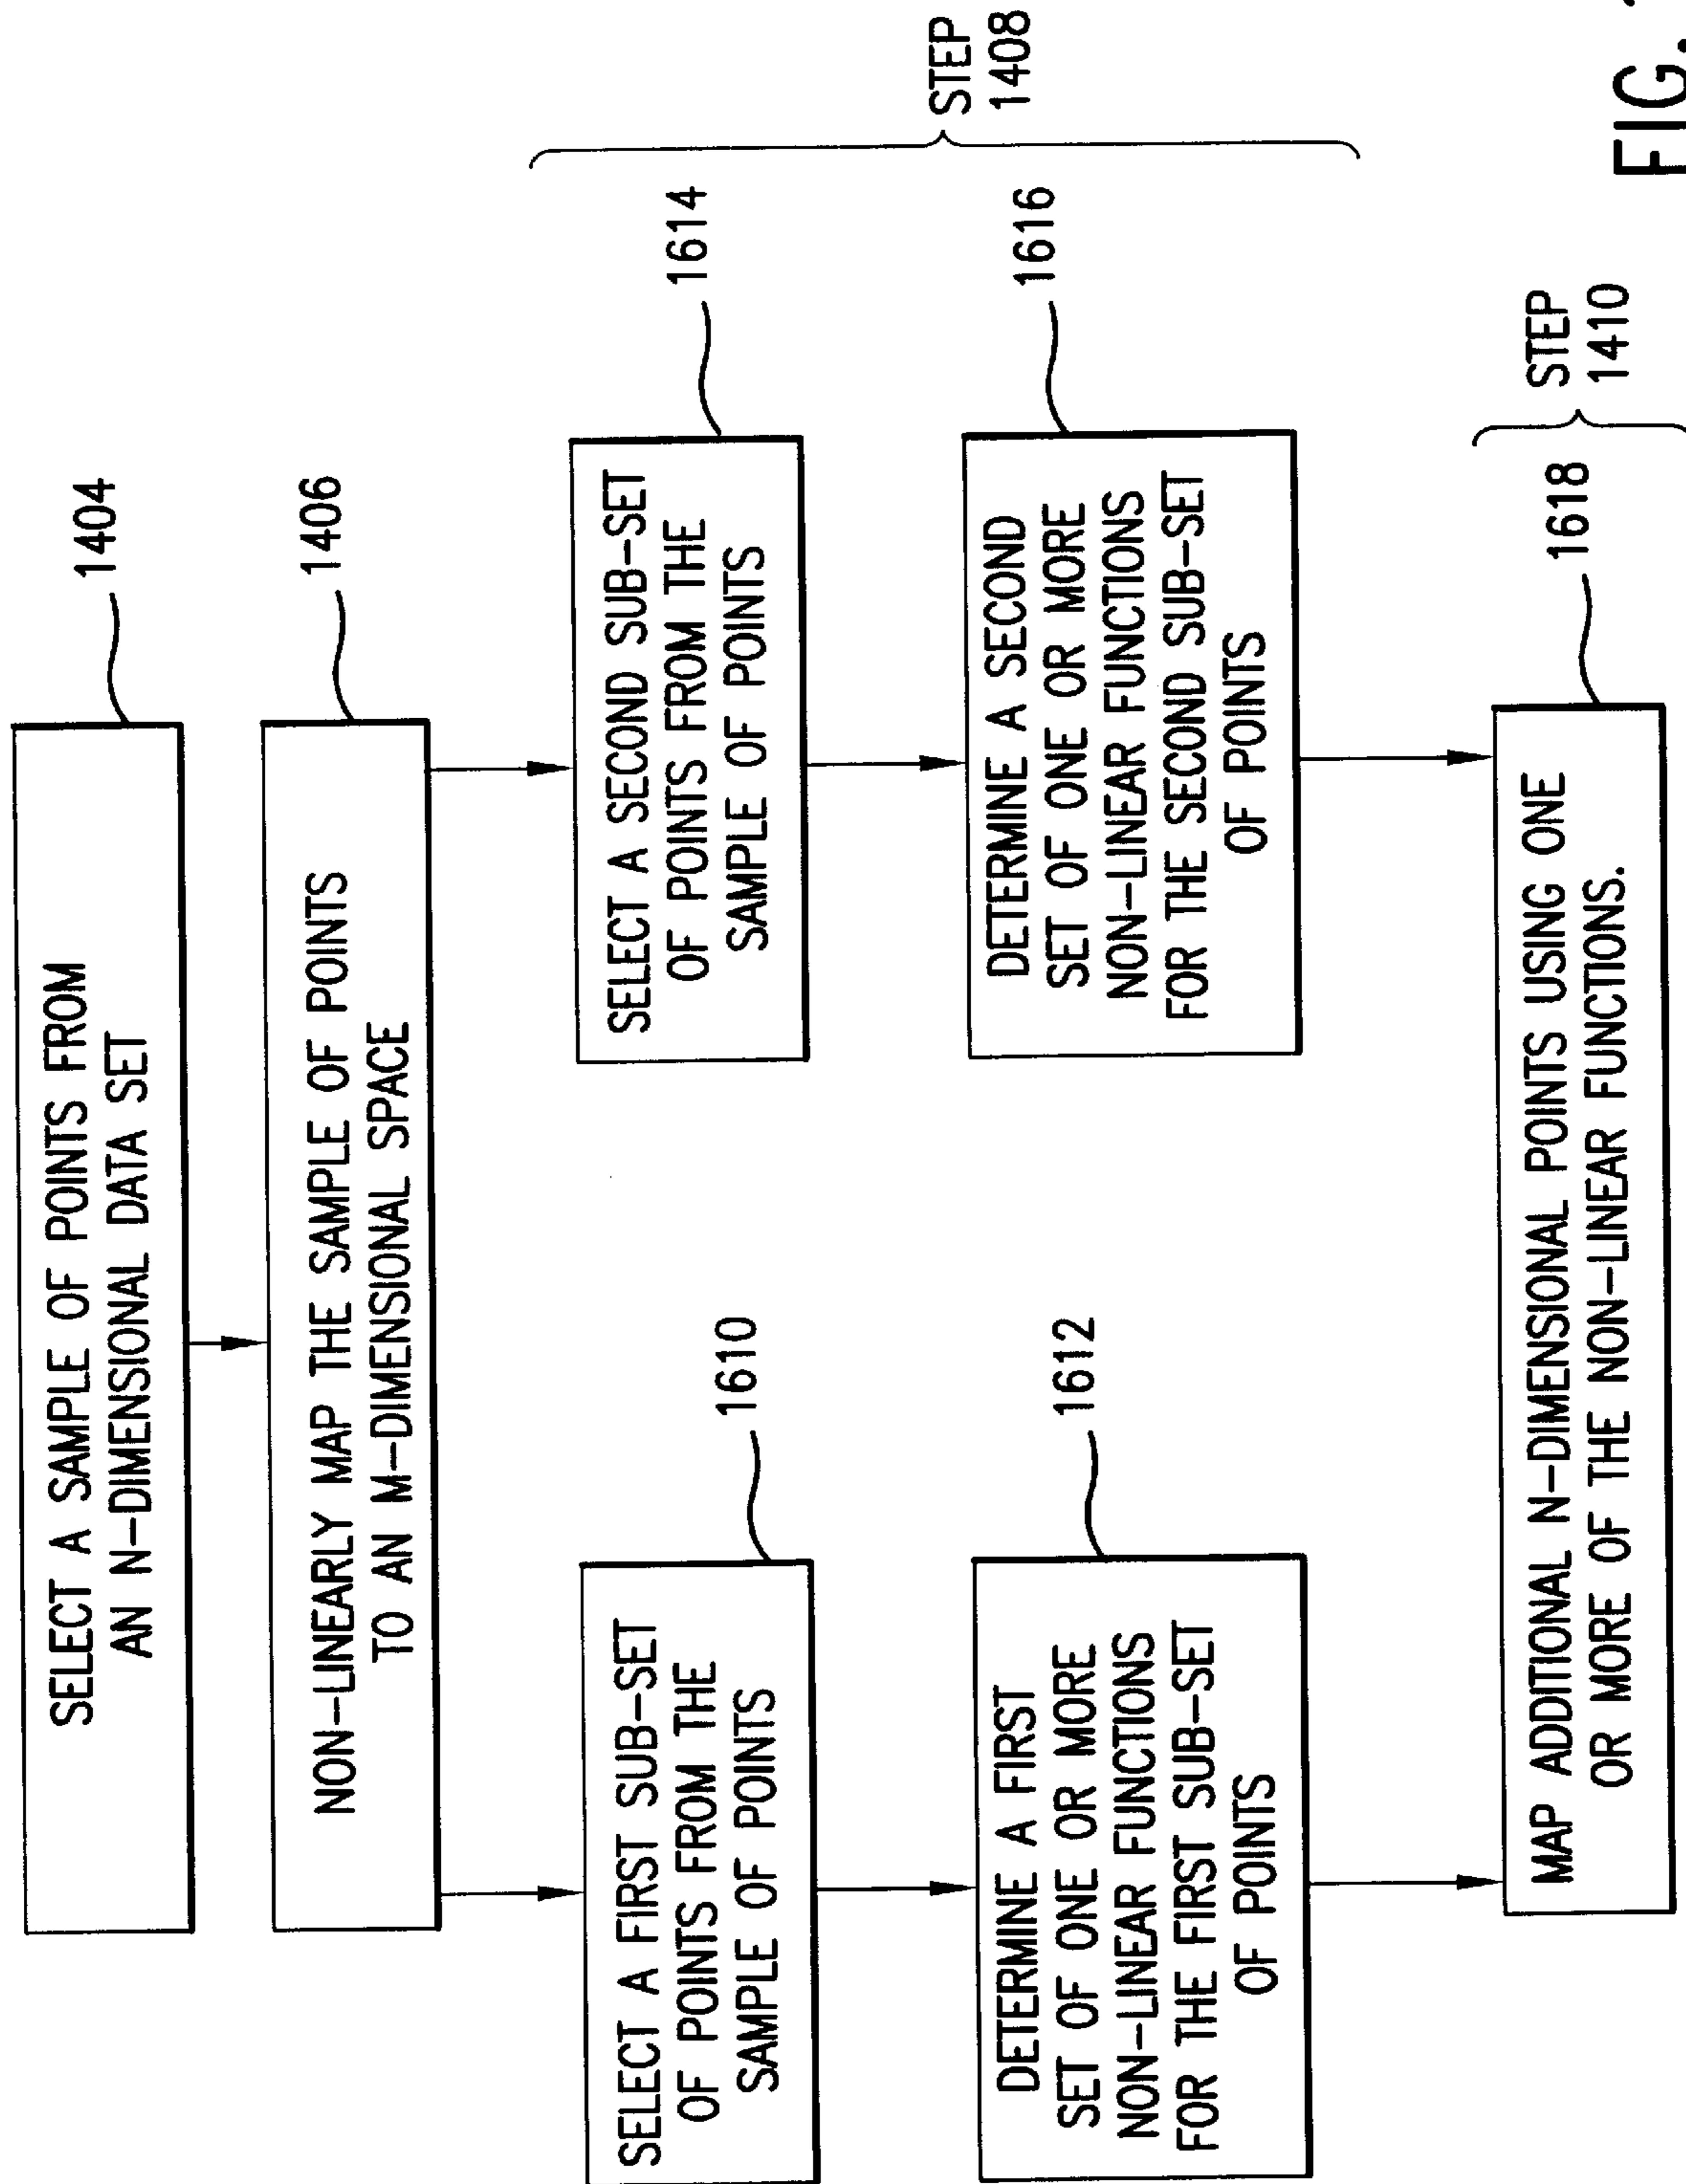 SELECT A SAMPLE OF POINTS FROM
AN N-DIMENSIONAL DATA SET
1404
NON-LINEARLY MAP THE SAMPLE OF POINTS
TO AN M-DIMENSIONAL SPACE
1406
SELECT A FIRST SUB-SET
OF POINTS FROM THE
SAMPLE OF POINTS
1610
SELECT A SECOND SUB-SET
OF POINTS FROM THE
SAMPLE OF POINTS
1614
DETERMINE A FIRST
SET OF ONE OR MORE
NON-LINEAR FUNCTIONS
FOR THE FIRST SUB-SET
OF POINTS
1612
DETERMINE A SECOND
SET OF ONE OR MORE
NON-LINEAR FUNCTIONS
FOR THE SECOND SUB-SET
OF POINTS
1616
STEP
1408
MAP ADDITIONAL N-DIMENSIONAL POINTS USING ONE
OR MORE OF THE NON-LINEAR FUNCTIONS.
1618
STEP
1410
FIG.